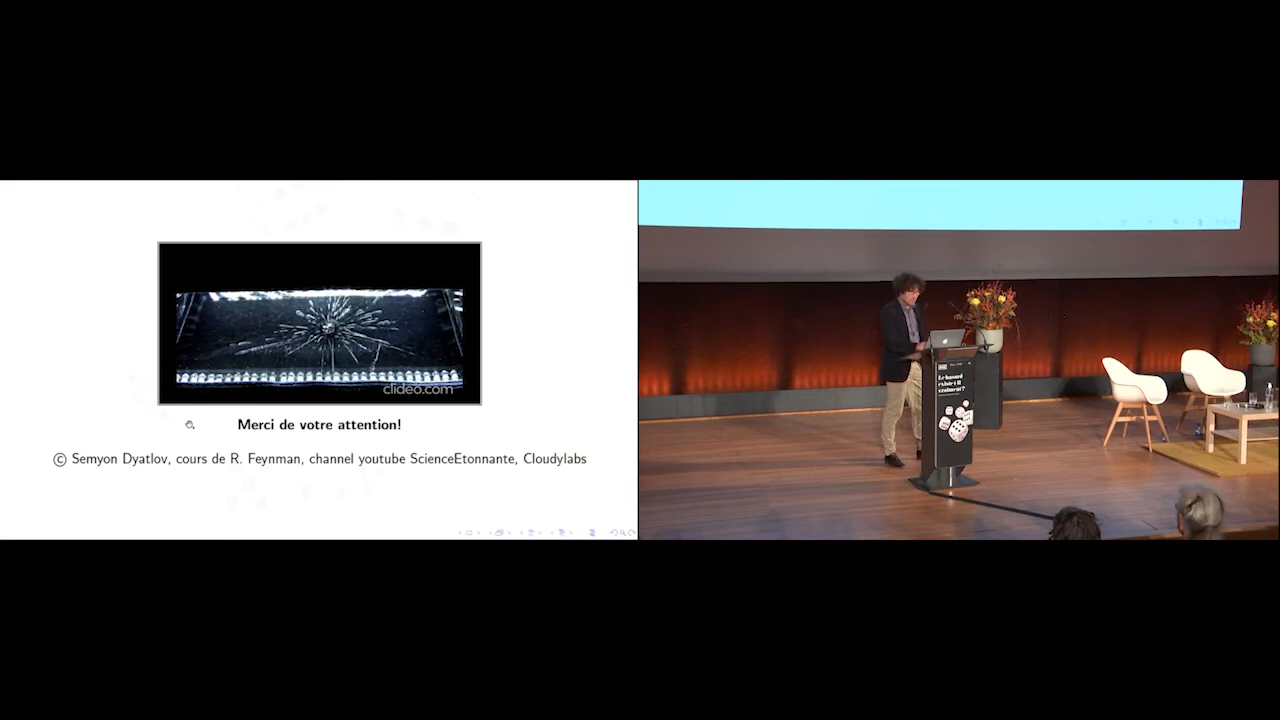 clideo.com
Merci de votre attention!
© Semyon Dyatlov, cours de R. Feynman, channel youtube ScienceEtonnante, Cloudylabs
Le hasard
existe-t-il
vraiment?